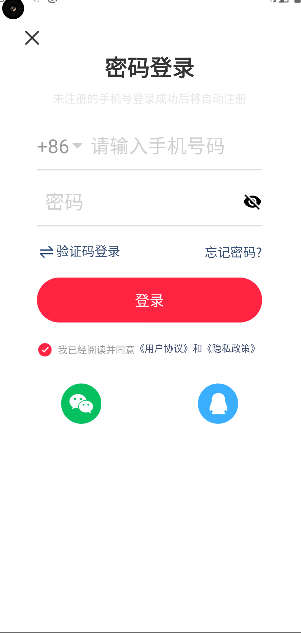 密码登录
未注册的手机号登录成功后将自动注册
+86 请输入手机号码
密码
验证码登录 忘记密码?
登录
我已经阅读并同意《用户协议》和《隐私政策》